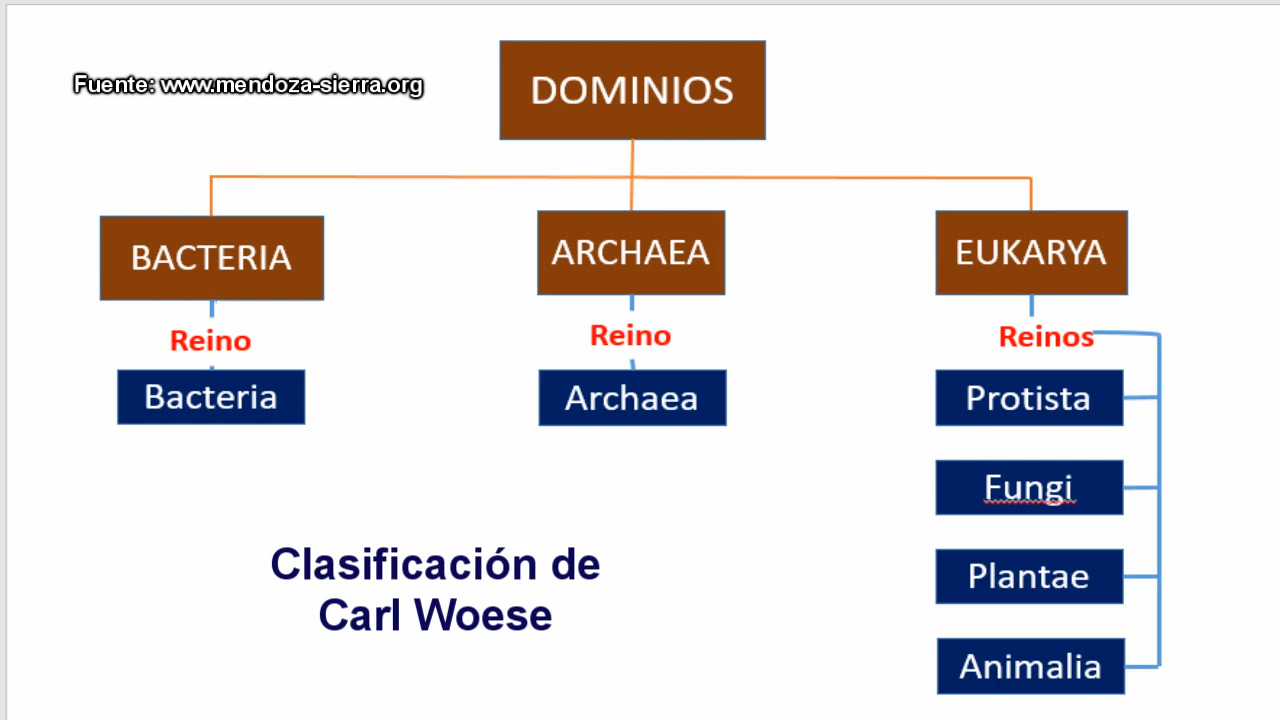 Fuente: www.mendoza-sierra.org
DOMINIOS
BACTERIA
ARCHAEA
EUKARYA
Reino
Reino
Reinos
Bacteria
Archaea
Protista
Fungi
Plantae
Animalia
Clasificación de
Carl Woese